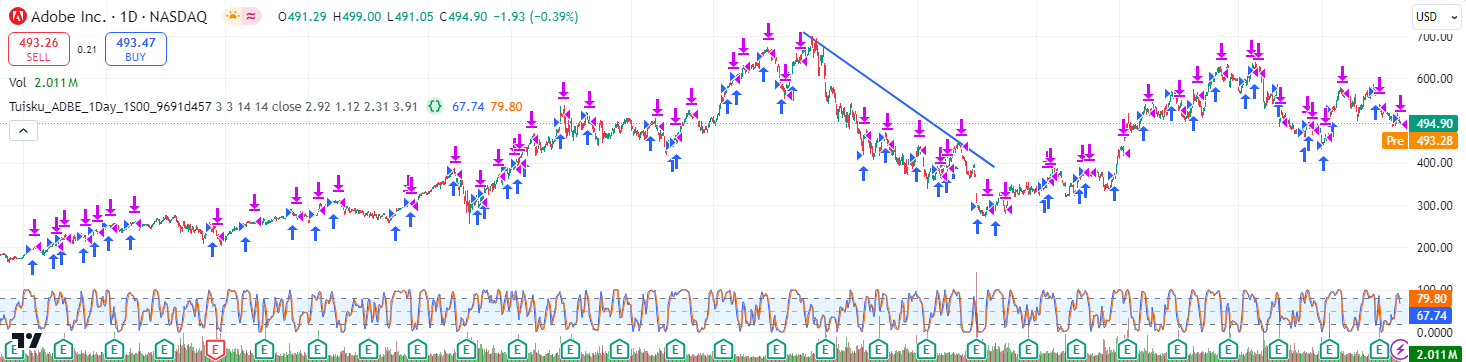 Adobe Inc. · 1D · NASDAQ O491.29 H499.00 L491.05 C494.90 −1.93 (−0.39%)
USD
493.26 SELL
0.21
493.47 BUY
Vol 2.011M
Tuisku_ADBE_1Day_1S00_9691d457 3 3 14 14 close 2.92 1.12 2.31 3.91 67.74 79.80
700.00
600.00
494.90
Pre 493.28
400.00
300.00
200.00
100.00
79.80
67.74
0.0000
2.011M
E E E E E E E E E E E E E E E E E E E E E E E E E E E E